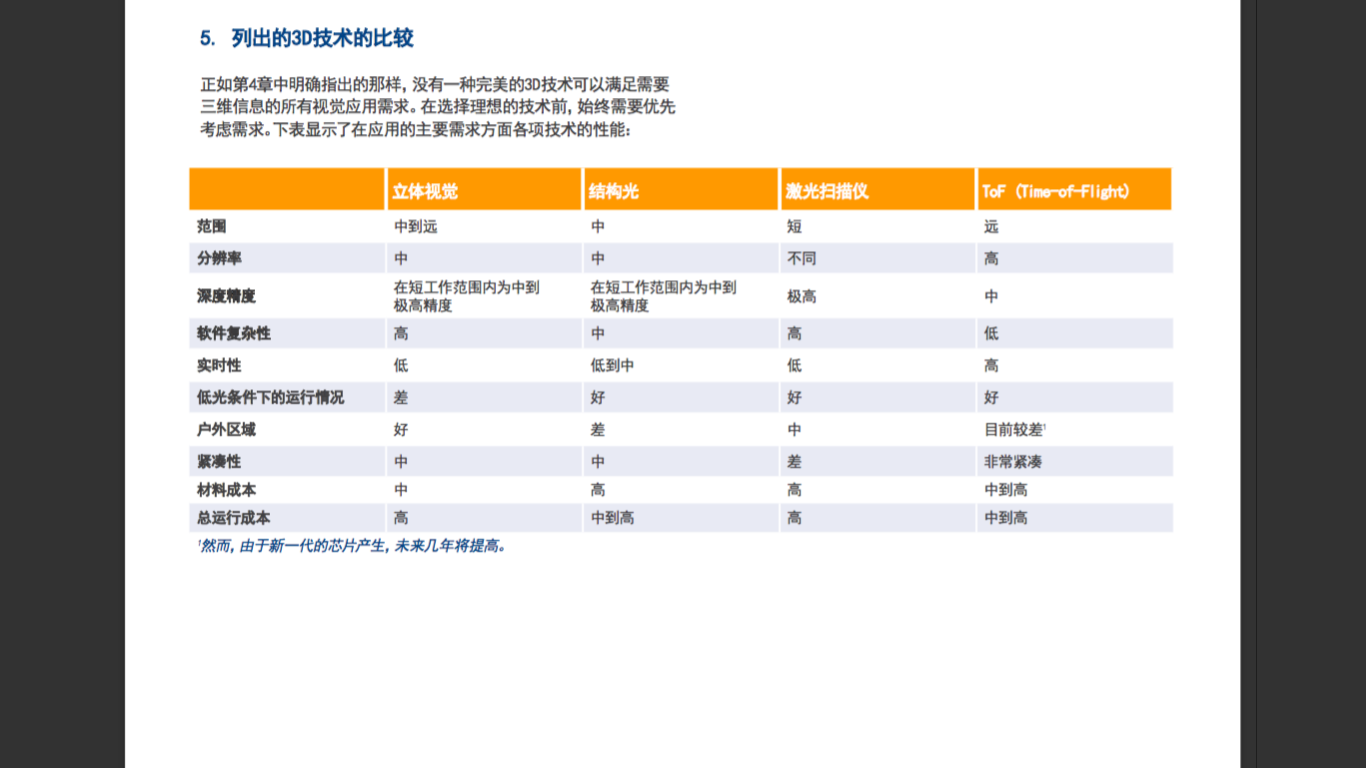 5. 列出的3D技术的比较
正如第4章中明确指出的那样, 没有一种完美的3D技术可以满足需要
三维信息的所有视觉应用需求。在选择理想的技术前, 始终需要优先
考虑需求。下表显示了在应用的主要需求方面各项技术的性能:
立体视觉 结构光 激光扫描仪 ToF (Time-of-Flight)
范围 中到远 中 短 远
分辨率 中 中 不同 高
深度精度 在短工作范围内为中到极高精度 在短工作范围内为中到极高精度 极高 中
软件复杂性 高 中 高 低
实时性 低 低到中 低 高
低光条件下的运行情况 差 好 好 好
户外区域 好 差 中 目前较差¹
紧凑性 中 中 差 非常紧凑
材料成本 中 高 高 中到高
总运行成本 高 中到高 高 中到高
¹然而, 由于新一代的芯片产生, 未来几年将提高。